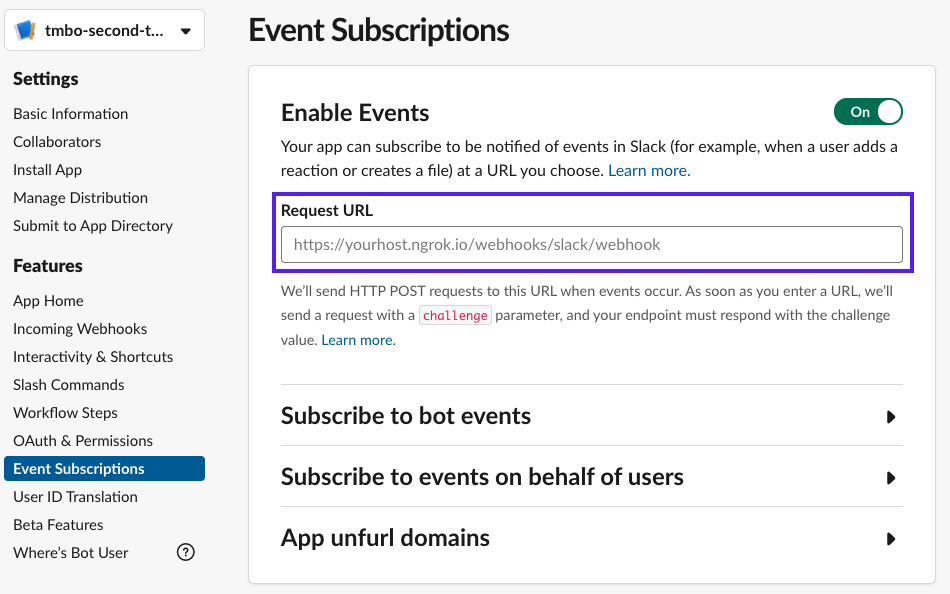 tmbo-second-t...
Settings
Basic Information
Collaborators
Install App
Manage Distribution
Submit to App Directory
Features
App Home
Incoming Webhooks
Interactivity & Shortcuts
Slash Commands
Workflow Steps
OAuth & Permissions
Event Subscriptions
User ID Translation
Beta Features
Where’s Bot User
?
Event Subscriptions
Enable Events
On
Your app can subscribe to be notified of events in Slack (for example, when a user adds a
reaction or creates a file) at a URL you choose. Learn more.
Request URL
https://yourhost.ngrok.io/webhooks/slack/webhook
We’ll send HTTP POST requests to this URL when events occur. As soon as you enter a URL, we’ll
send a request with a challenge parameter, and your endpoint must respond with the challenge
value. Learn more.
Subscribe to bot events
Subscribe to events on behalf of users
App unfurl domains